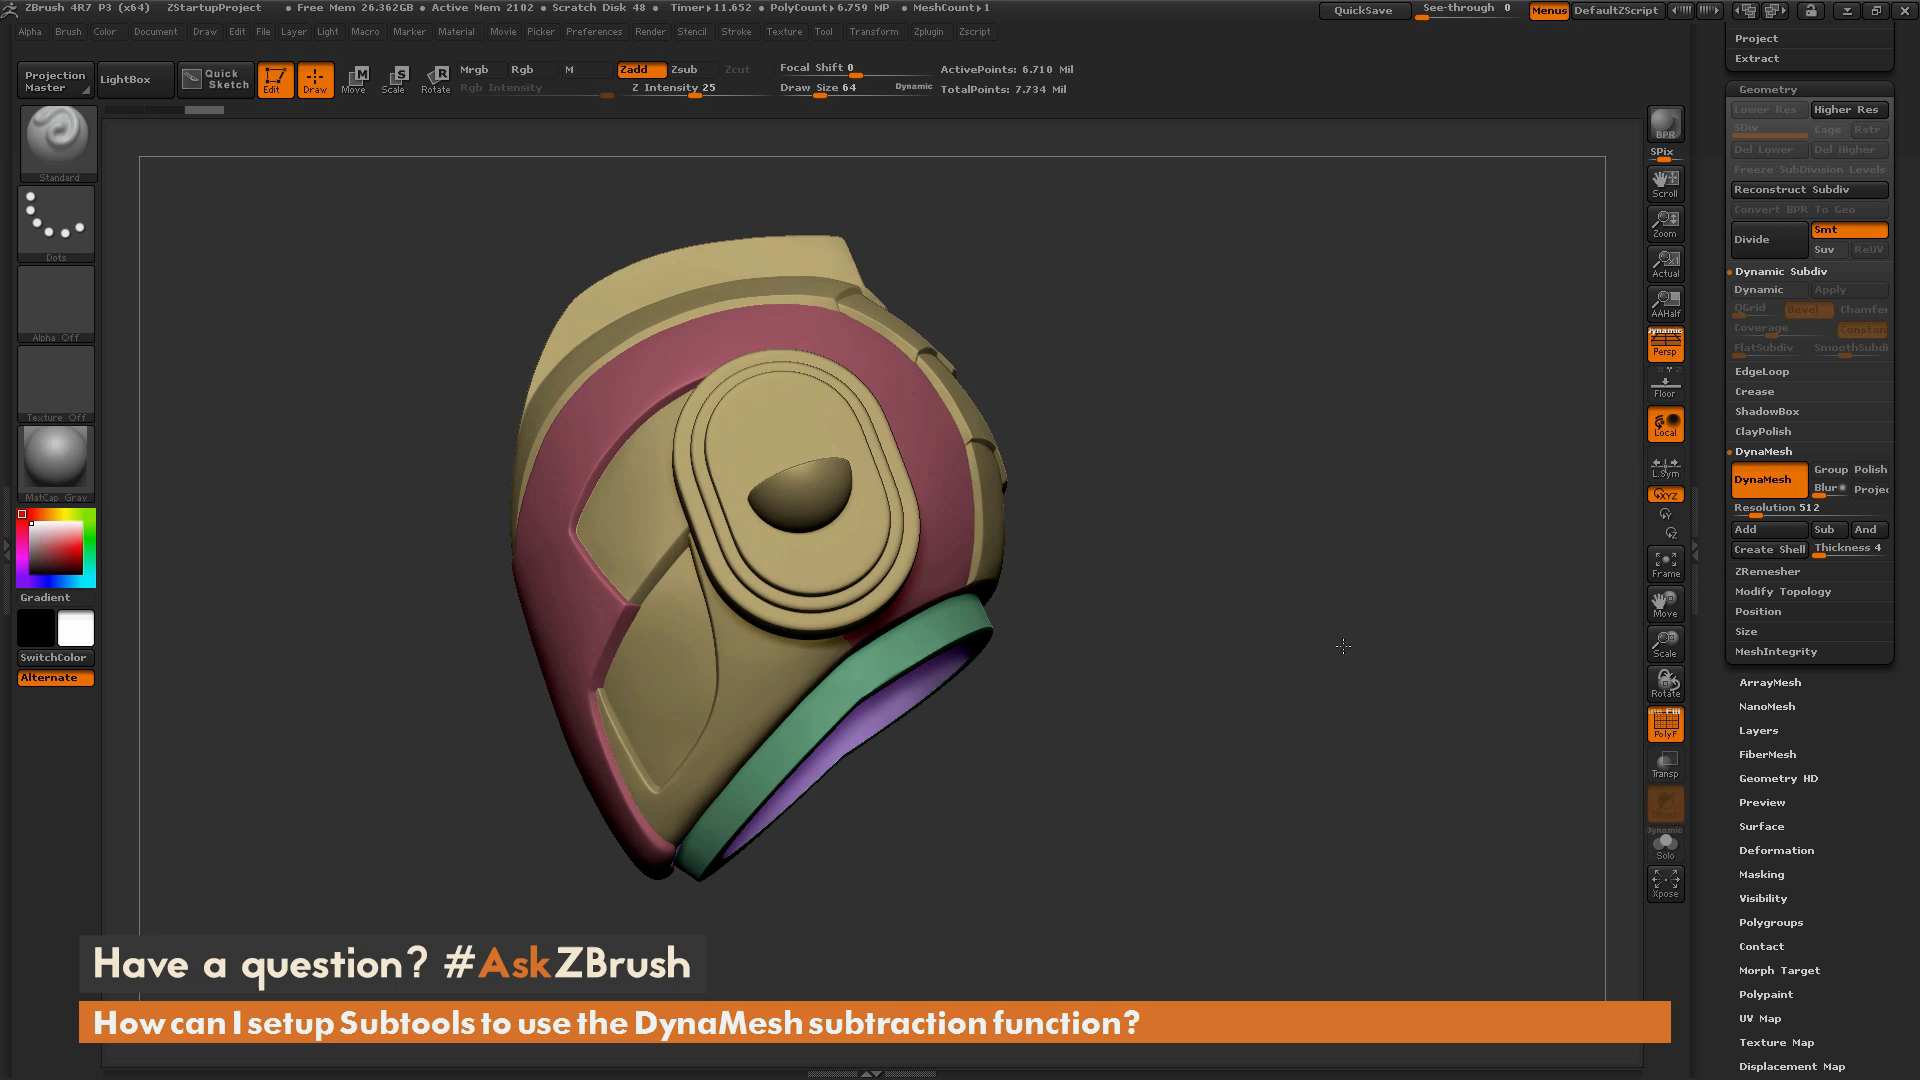 ZBrush 4R7 P3 (x64) ZStartupProject • Free Mem 26.362GB • Active Mem 2102 • Scratch Disk 48 • Timer▸11.652 • PolyCount▸6.759 MP • MeshCount▸1 QuickSave See-through 0 Menus DefaultZScript
Alpha Brush Color Document Draw Edit File Layer Light Macro Marker Material Movie Picker Preferences Render Stencil Stroke Texture Tool Transform Zplugin Zscript
Projection Master
LightBox
Quick Sketch
Edit Draw Move Scale Rotate
Mrgb Rgb M Zadd Zsub Zcut
Rgb Intensity Z Intensity 25
Focal Shift 0
Draw Size 64 Dynamic
ActivePoints: 6.710 Mil
TotalPoints: 7.734 Mil
Standard
Dots
Alpha Off
Texture Off
MatCap Gray
Gradient
SwitchColor
Alternate
BPR
SPix
Scroll
Zoom
Actual
AAHalf
Dynamic
Persp
Floor
Local
L.Sym
XYZ
Frame
Move
Scale
Rotate
PolyF
Transp
Dynamic
Solo
Xpose
Project
Extract
Geometry
Lower Res Higher Res
SDiv Cage Rstr
Del Lower Del Higher
Freeze SubDivision Levels
Reconstruct Subdiv
Convert BPR To Geo
Divide Smt
Suv ReUV
Dynamic Subdiv
Dynamic Apply
QGrid Bevel Chamfer
Coverage Constan
FlatSubdiv SmoothSubdi
EdgeLoop
Crease
ShadowBox
ClayPolish
DynaMesh
DynaMesh Group Polish
Blur Projec
Resolution 512
Add Sub And
Create Shell Thickness 4
ZRemesher
Modify Topology
Position
Size
MeshIntegrity
ArrayMesh
NanoMesh
Layers
FiberMesh
Geometry HD
Preview
Surface
Deformation
Masking
Visibility
Polygroups
Contact
Morph Target
Polypaint
UV Map
Texture Map
Displacement Map
Have a question? #AskZBrush
How can I setup Subtools to use the DynaMesh subtraction function?